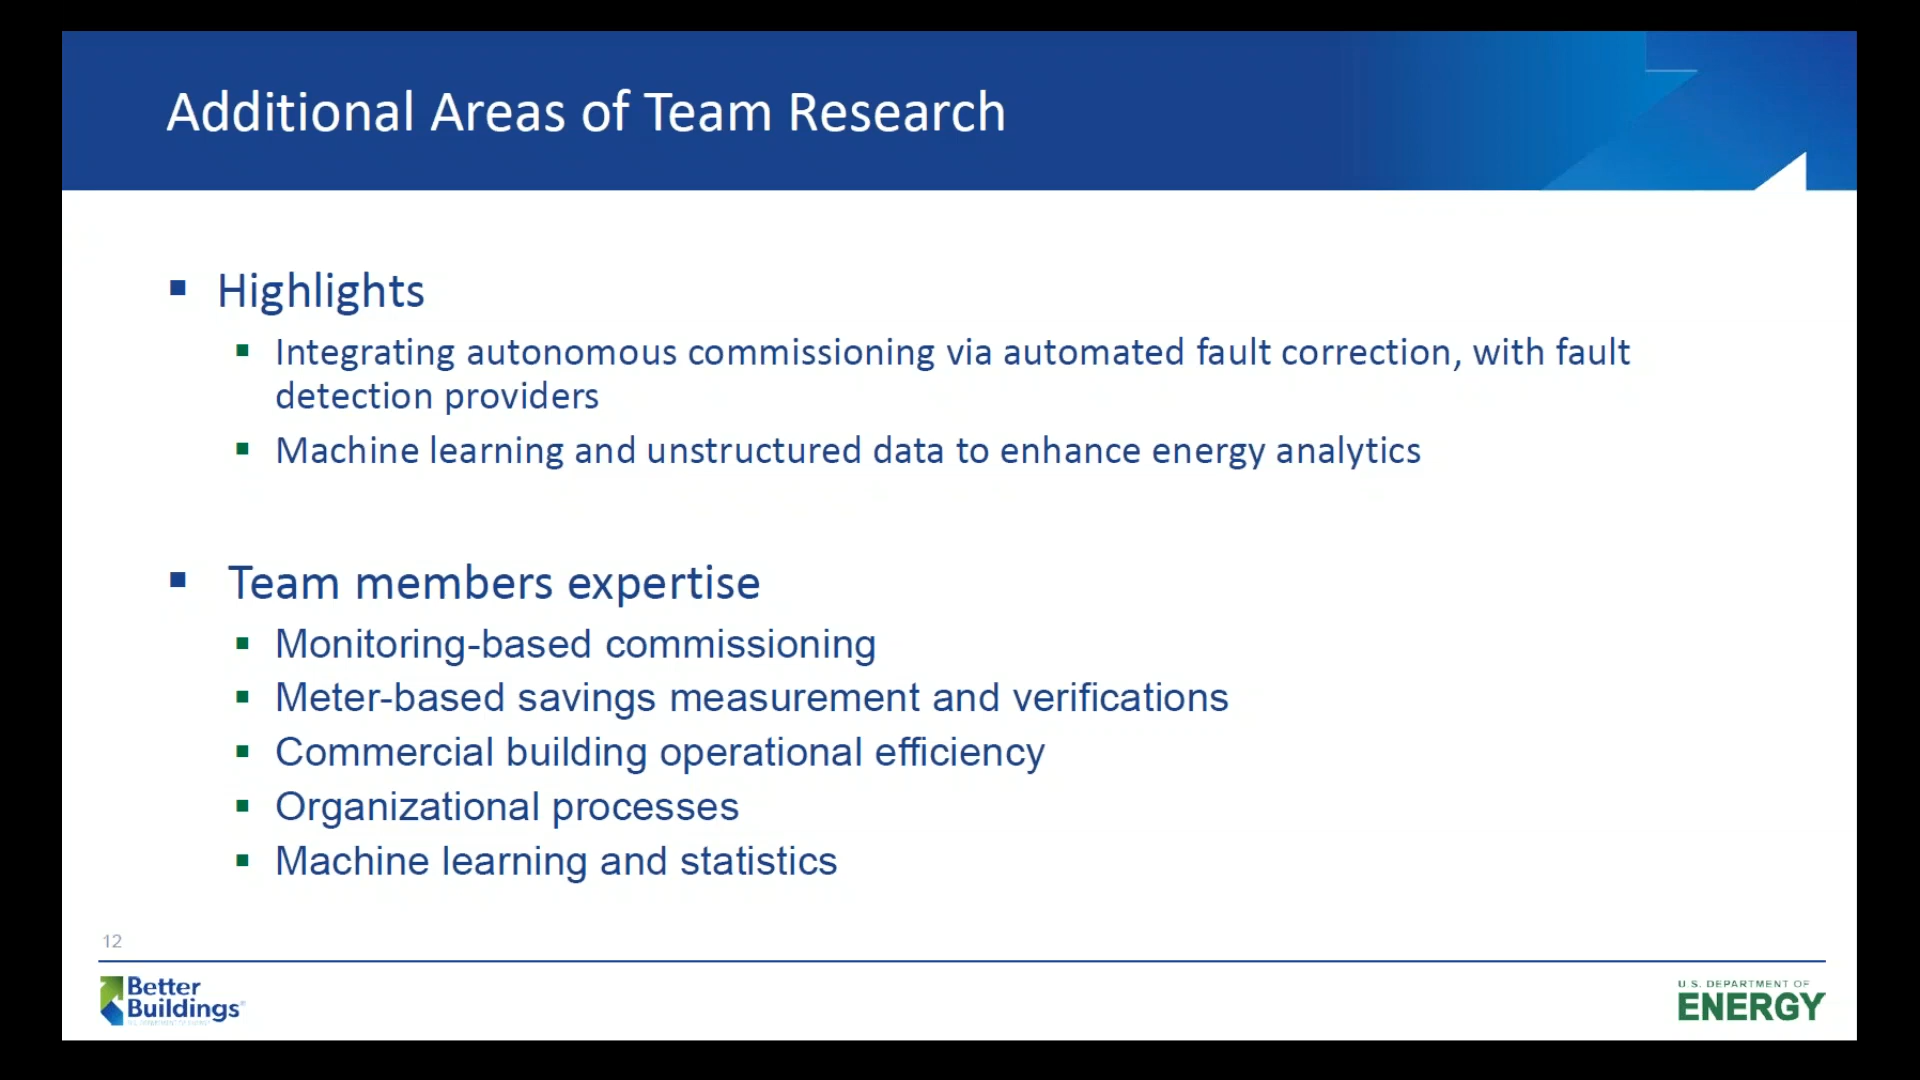 Additional Areas of Team Research
Highlights
Integrating autonomous commissioning via automated fault correction, with fault
detection providers
Machine learning and unstructured data to enhance energy analytics
Team members expertise
Monitoring-based commissioning
Meter-based savings measurement and verifications
Commercial building operational efficiency
Organizational processes
Machine learning and statistics
12
Better
Buildings®
U.S. DEPARTMENT OF
ENERGY